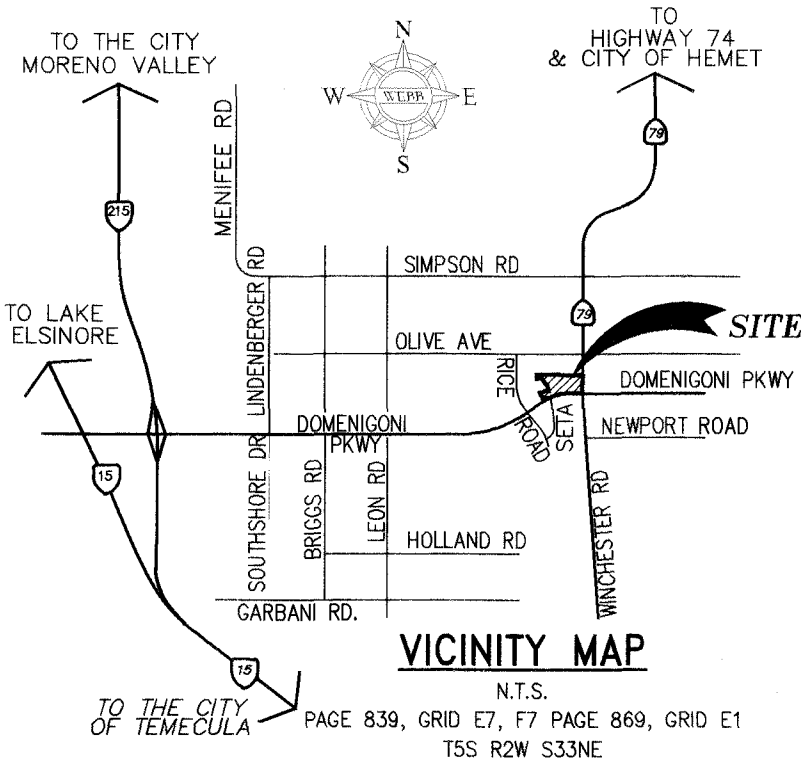 TO THE CITY
MORENO VALLEY
N
W
WEBB
E
S
TO
HIGHWAY 74
& CITY OF HEMET
79
MENIFEE RD
215
SIMPSON RD
LINDENBERGER RD
TO LAKE
ELSINORE
79
SITE
OLIVE AVE
RICE
ROAD
SETA
DOMENIGONI PKWY
DOMENIGONI
PKWY
NEWPORT ROAD
15
SOUTHSHORE DR
BRIGGS RD
LEON RD
HOLLAND RD
WINCHESTER RD
GARBANI RD.
15
TO THE CITY
OF TEMECULA
VICINITY MAP
N.T.S.
PAGE 839, GRID E7, F7 PAGE 869, GRID E1
T5S R2W S33NE